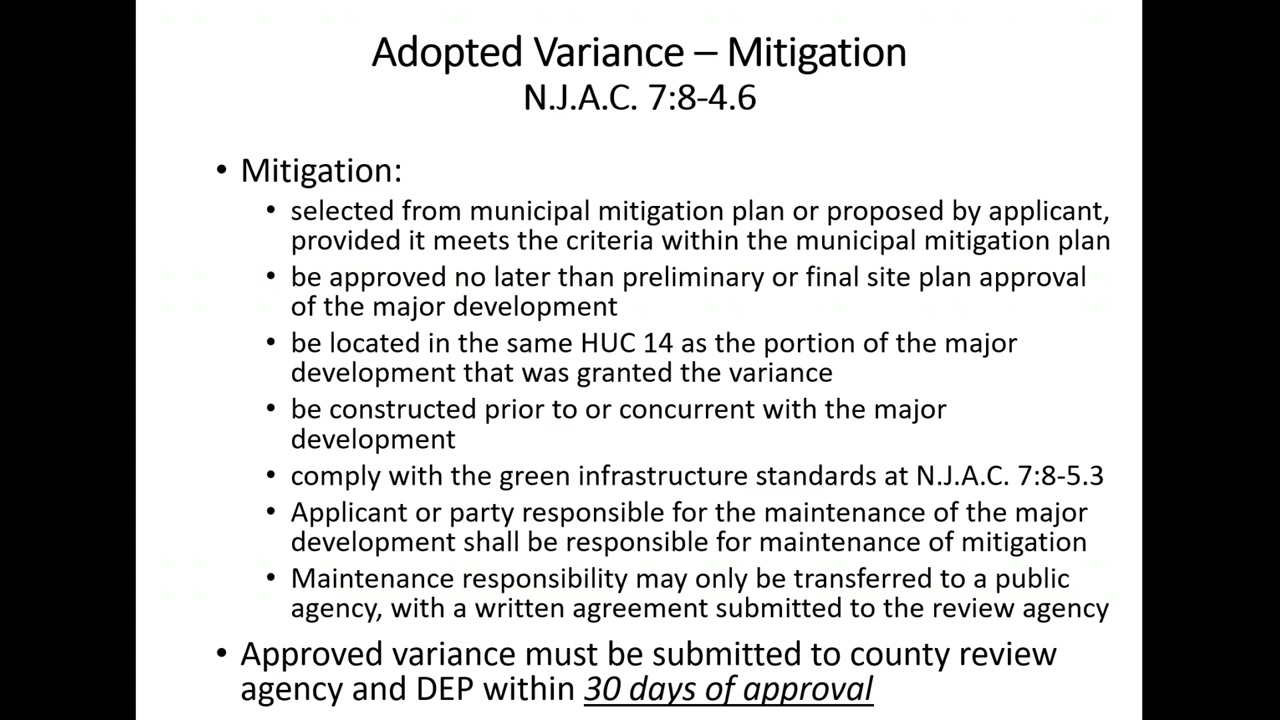 Adopted Variance – Mitigation
N.J.A.C. 7:8-4.6
• Mitigation:
• selected from municipal mitigation plan or proposed by applicant,
provided it meets the criteria within the municipal mitigation plan
• be approved no later than preliminary or final site plan approval
of the major development
• be located in the same HUC 14 as the portion of the major
development that was granted the variance
• be constructed prior to or concurrent with the major
development
• comply with the green infrastructure standards at N.J.A.C. 7:8-5.3
• Applicant or party responsible for the maintenance of the major
development shall be responsible for maintenance of mitigation
• Maintenance responsibility may only be transferred to a public
agency, with a written agreement submitted to the review agency
• Approved variance must be submitted to county review
agency and DEP within 30 days of approval